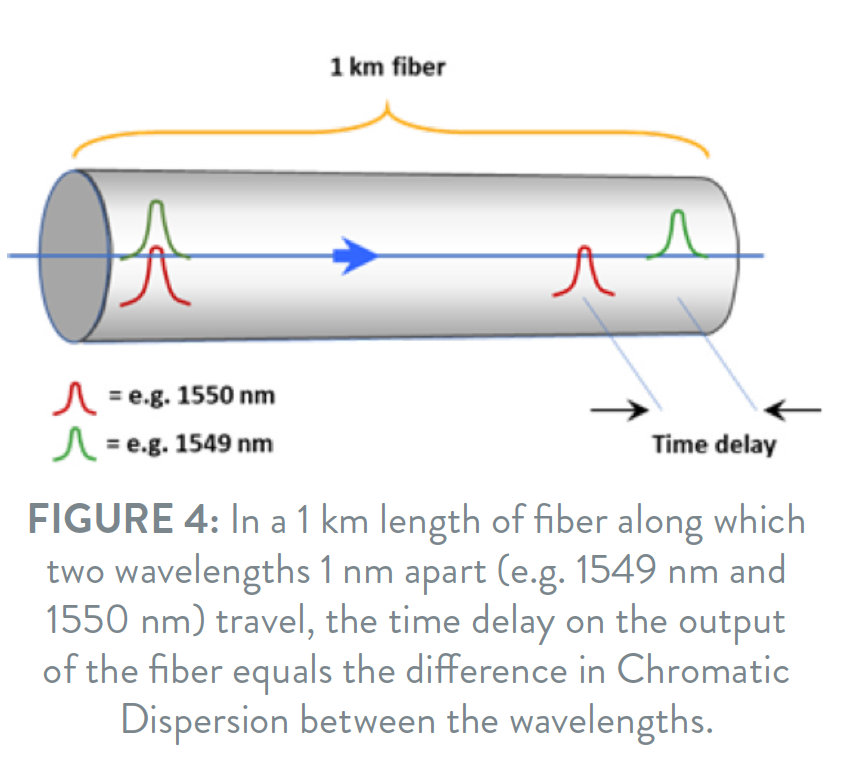 1 km fiber
= e.g. 1550 nm
= e.g. 1549 nm
Time delay
FIGURE 4: In a 1 km length of fiber along which
two wavelengths 1 nm apart (e.g. 1549 nm and
1550 nm) travel, the time delay on the output
of the fiber equals the difference in Chromatic
Dispersion between the wavelengths.